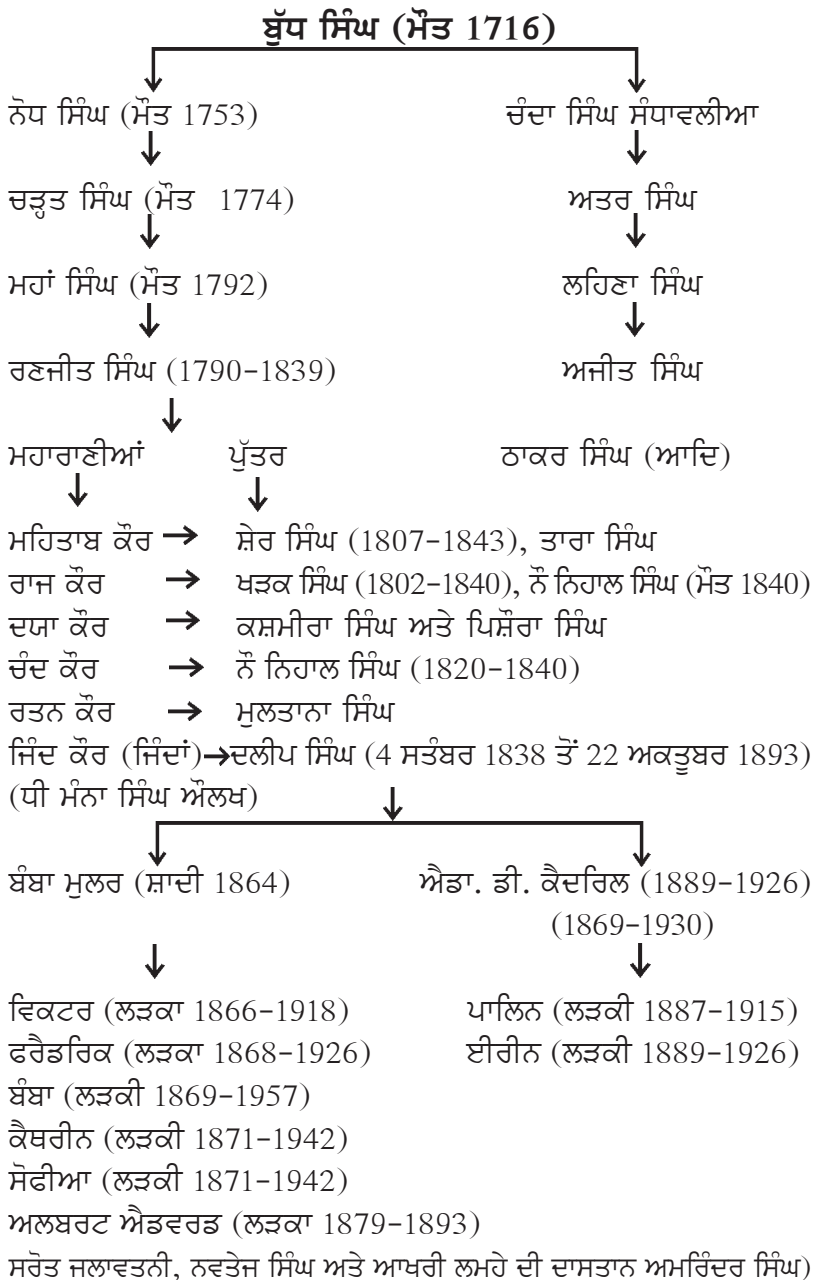 ਬੁੱਧ ਸਿੰਘ (ਮੌਤ 1716)
ਨੋਧ ਸਿੰਘ (ਮੌਤ 1753) ਚੰਦਾ ਸਿੰਘ ਸੰਧਾਵਲੀਆ
ਚੜ੍ਹਤ ਸਿੰਘ (ਮੌਤ 1774) ਅਤਰ ਸਿੰਘ
ਮਹਾਂ ਸਿੰਘ (ਮੌਤ 1792) ਲਹਿਣਾ ਸਿੰਘ
ਰਣਜੀਤ ਸਿੰਘ (1790-1839) ਅਜੀਤ ਸਿੰਘ
ਮਹਾਰਾਣੀਆਂ ਪੁੱਤਰ ਠਾਕਰ ਸਿੰਘ (ਆਦਿ)
ਮਹਿਤਾਬ ਕੌਰ → ਸ਼ੇਰ ਸਿੰਘ (1807-1843), ਤਾਰਾ ਸਿੰਘ
ਰਾਜ ਕੌਰ → ਖੜਕ ਸਿੰਘ (1802-1840), ਨੌ ਨਿਹਾਲ ਸਿੰਘ (ਮੌਤ 1840)
ਦਯਾ ਕੌਰ → ਕਸ਼ਮੀਰਾ ਸਿੰਘ ਅਤੇ ਪਿਸ਼ੌਰਾ ਸਿੰਘ
ਚੰਦ ਕੌਰ → ਨੌ ਨਿਹਾਲ ਸਿੰਘ (1820-1840)
ਰਤਨ ਕੌਰ → ਮੁਲਤਾਨਾ ਸਿੰਘ
ਜਿੰਦ ਕੌਰ (ਜਿੰਦਾਂ)→ਦਲੀਪ ਸਿੰਘ (4 ਸਤੰਬਰ 1838 ਤੋਂ 22 ਅਕਤੂਬਰ 1893)
(ਧੀ ਮੰਨਾ ਸਿੰਘ ਔਲਖ)
ਬੰਬਾ ਮੁਲਰ (ਸ਼ਾਦੀ 1864) ਐਡਾ. ਡੀ. ਕੈਦਰਿਲ (1889-1926)
(1869-1930)
ਵਿਕਟਰ (ਲੜਕਾ 1866-1918) ਪਾਲਿਨ (ਲੜਕੀ 1887-1915)
ਫਰੈਡਰਿਕ (ਲੜਕਾ 1868-1926) ਈਰੀਨ (ਲੜਕੀ 1889-1926)
ਬੰਬਾ (ਲੜਕੀ 1869-1957)
ਕੈਥਰੀਨ (ਲੜਕੀ 1871-1942)
ਸੋਫੀਆ (ਲੜਕੀ 1871-1942)
ਅਲਬਰਟ ਐਡਵਰਡ (ਲੜਕਾ 1879-1893)
ਸਰੋਤ ਜਲਾਵਤਨੀ, ਨਵਤੇਜ ਸਿੰਘ ਅਤੇ ਆਖਰੀ ਲਮਹੇ ਦੀ ਦਾਸਤਾਨ ਅਮਰਿੰਦਰ ਸਿੰਘ)